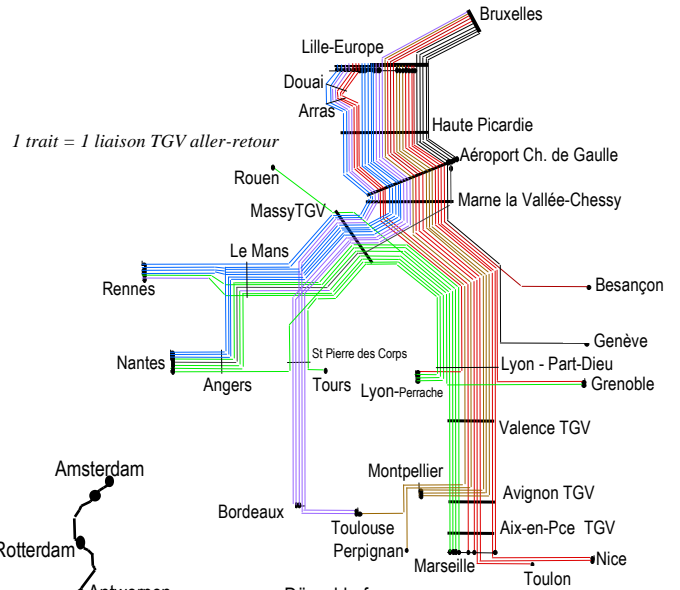 Bruxelles
Lille-Europe
Douai
Arras
Haute Picardie
1 trait = 1 liaison TGV aller-retour
Aéroport Ch. de Gaulle
Rouen
Marne la Vallée-Chessy
MassyTGV
Le Mans
Rennes
Besançon
Genève
St Pierre des Corps
Nantes
Angers
Tours
Lyon - Part-Dieu
Lyon-Perrache
Grenoble
Valence TGV
Amsterdam
Montpellier
Avignon TGV
Bordeaux
Toulouse
Aix-en-Pce TGV
Rotterdam
Perpignan
Marseille
Nice
Toulon